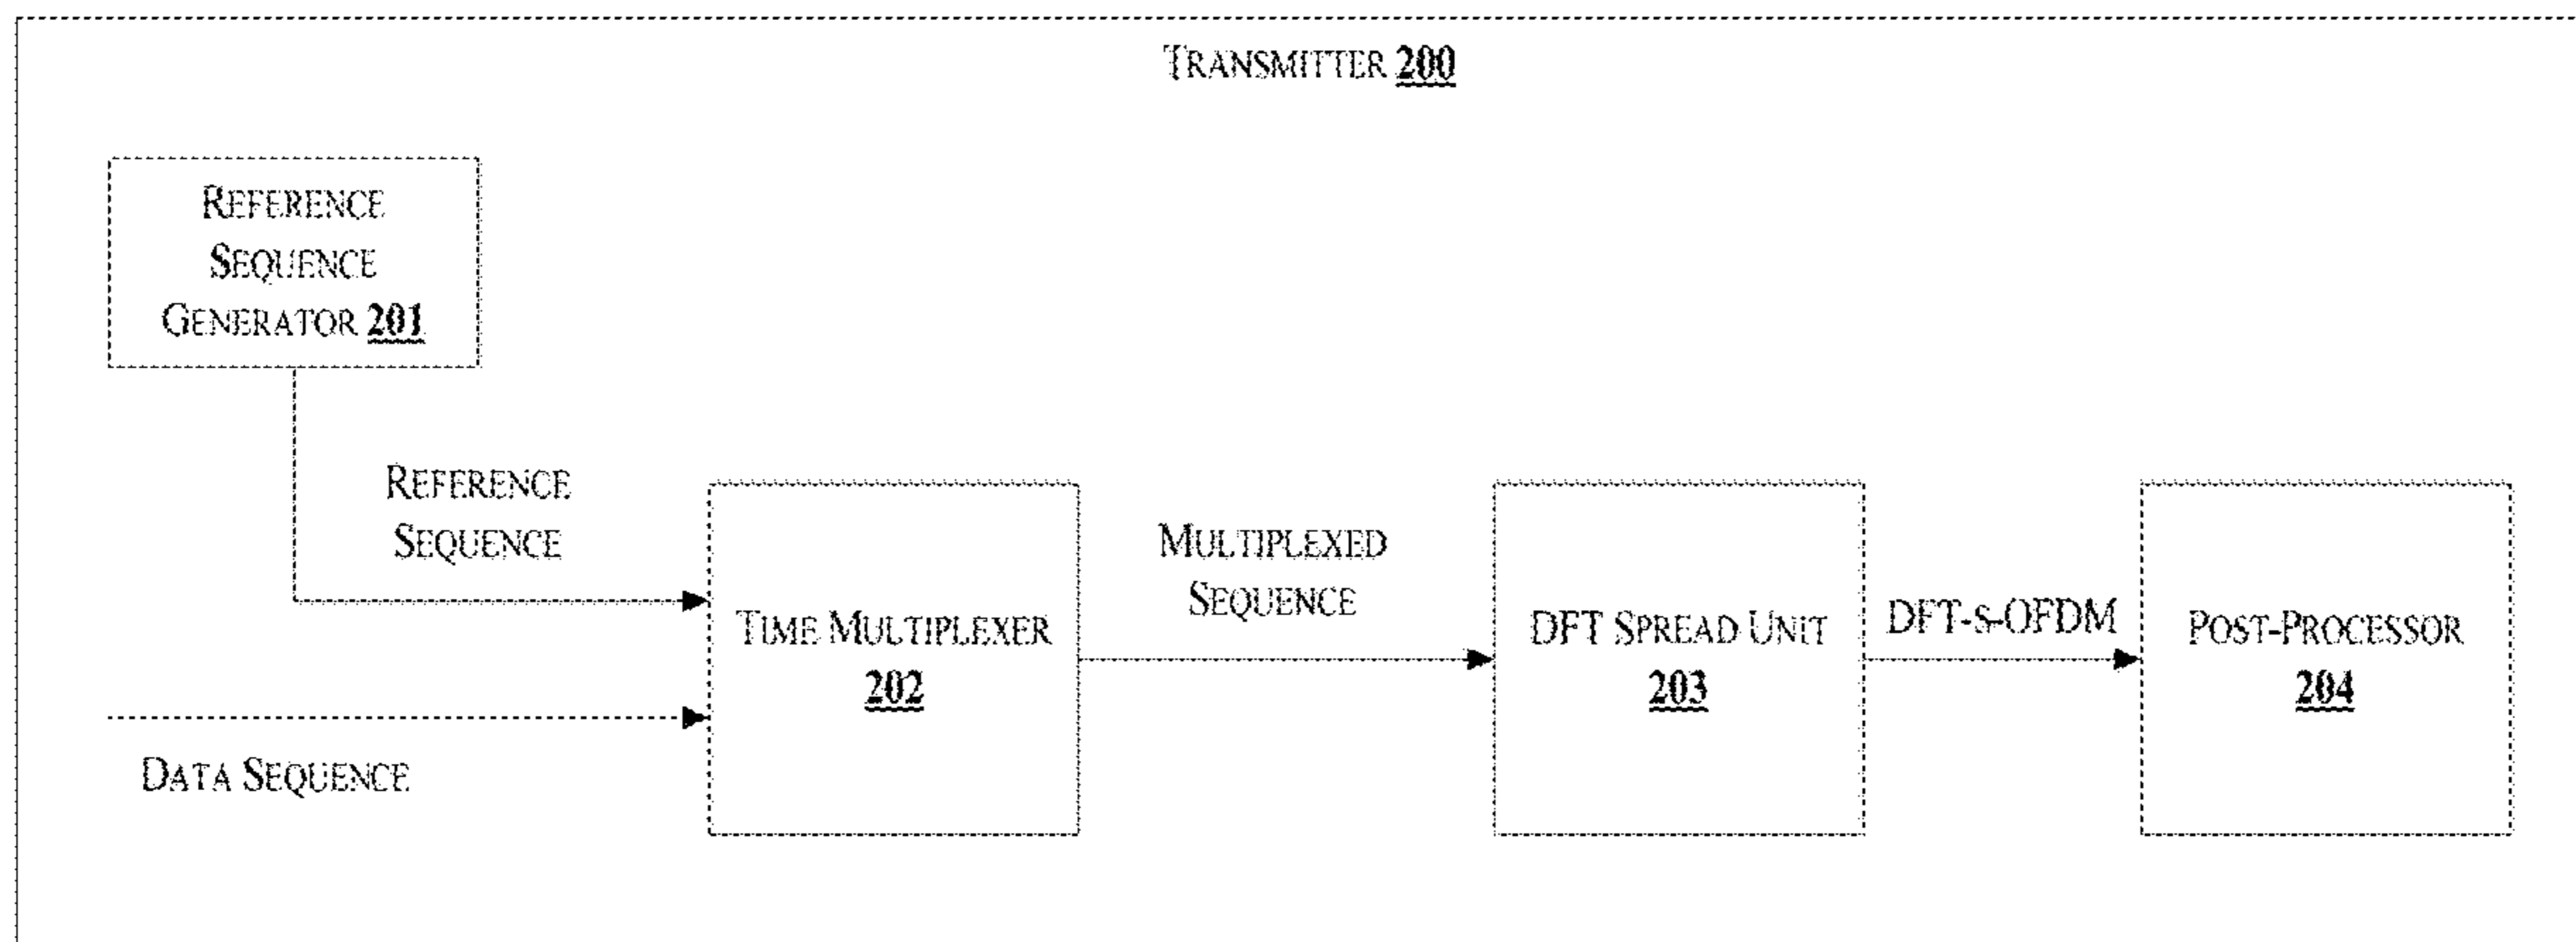 TRANSMITTER 200
REFERENCE
SEQUENCE
GENERATOR 201
REFERENCE
SEQUENCE
DATA SEQUENCE
TIME MULTIPLEXER
202
MULTIPLEXED
SEQUENCE
DFT SPREAD UNIT
203
DFT-s-OFDM
POST-PROCESSOR
204